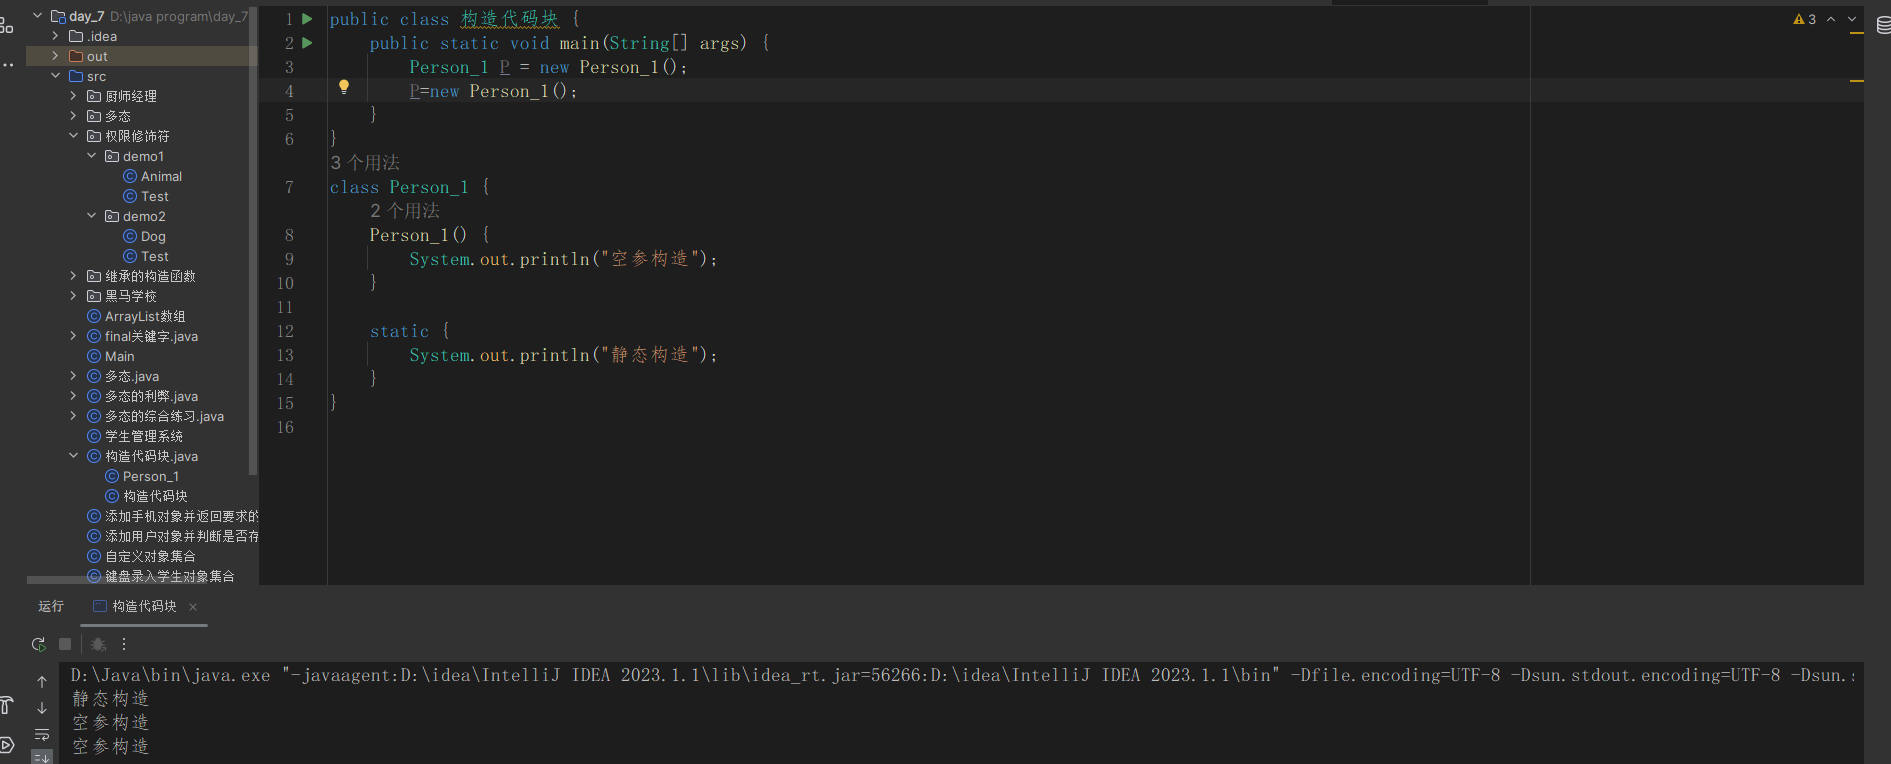 day_7 D:\java program\day_7
.idea
out
src
厨师经理
多态
权限修饰符
demo1
Animal
Test
demo2
Dog
Test
继承的构造函数
黑马学校
ArrayList数组
final关键字.java
Main
多态.java
多态的利弊.java
多态的综合练习.java
学生管理系统
构造代码块.java
Person_1
构造代码块
添加手机对象并返回要求的
添加用户对象并判断是否存
自定义对象集合
键盘录入学生对象集合
3
1 public class 构造代码块 {
2 public static void main(String[] args) {
3 Person_1 P = new Person_1();
4 P=new Person_1();
5 }
6 }
3 个用法
7 class Person_1 {
2 个用法
8 Person_1() {
9 System.out.println("空参构造");
10 }
11
12 static {
13 System.out.println("静态构造");
14 }
15 }
16
运行 构造代码块
D:\Java\bin\java.exe "-javaagent:D:\idea\IntelliJ IDEA 2023.1.1\lib\idea_rt.jar=56266:D:\idea\IntelliJ IDEA 2023.1.1\bin" -Dfile.encoding=UTF-8 -Dsun.stdout.encoding=UTF-8 -Dsun.s
静态构造
空参构造
空参构造